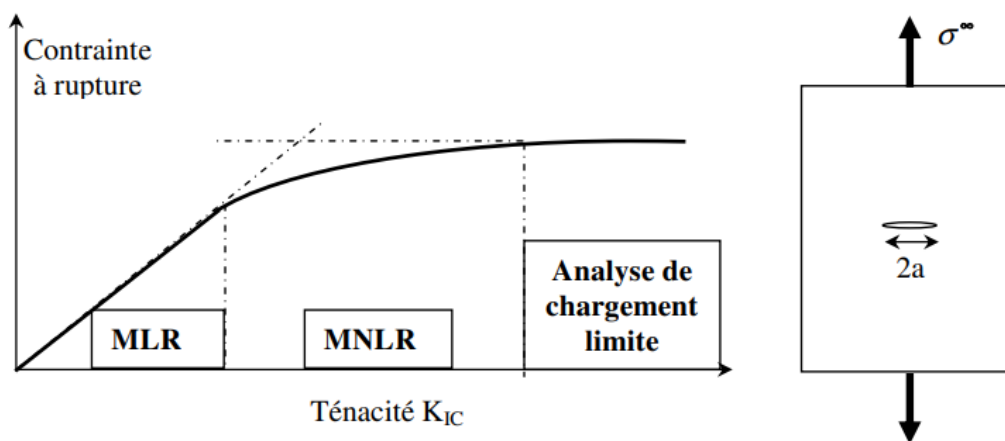 Contrainte
à rupture
σ∞
2a
MLR
MNLR
Analyse de
chargement
limite
Ténacité KIC